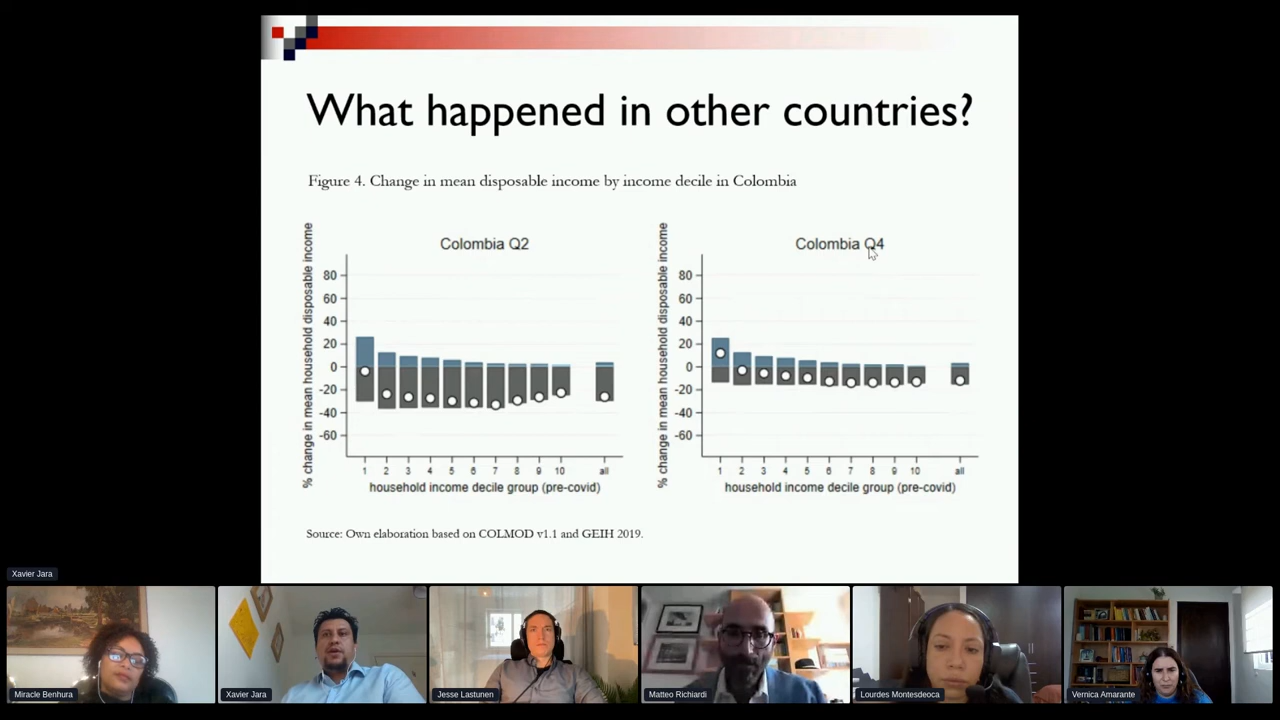 What happened in other countries?
Figure 4. Change in mean disposable income by income decile in Colombia
Colombia Q2
% change in mean household disposable income
80
60
40
20
0
-20
-40
-60
1 2 3 4 5 6 7 8 9 10 all
household income decile group (pre-covid)
Colombia Q4
% change in mean household disposable income
80
60
40
20
0
-20
-40
-60
1 2 3 4 5 6 7 8 9 10 all
household income decile group (pre-covid)
Source: Own elaboration based on COLMOD v1.1 and GEIH 2019.
Xavier Jara
Miracle Benhura
Xavier Jara
Jesse Lastunen
Matteo Richiardi
Lourdes Montesdeoca
Vernica Amarante